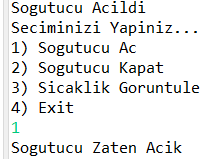 Sogutucu Acildi
Seciminizi Yapiniz...
1) Sogutucu Ac
2) Sogutucu Kapat
3) Sicaklik Goruntule
4) Exit
1
Sogutucu Zaten Acik